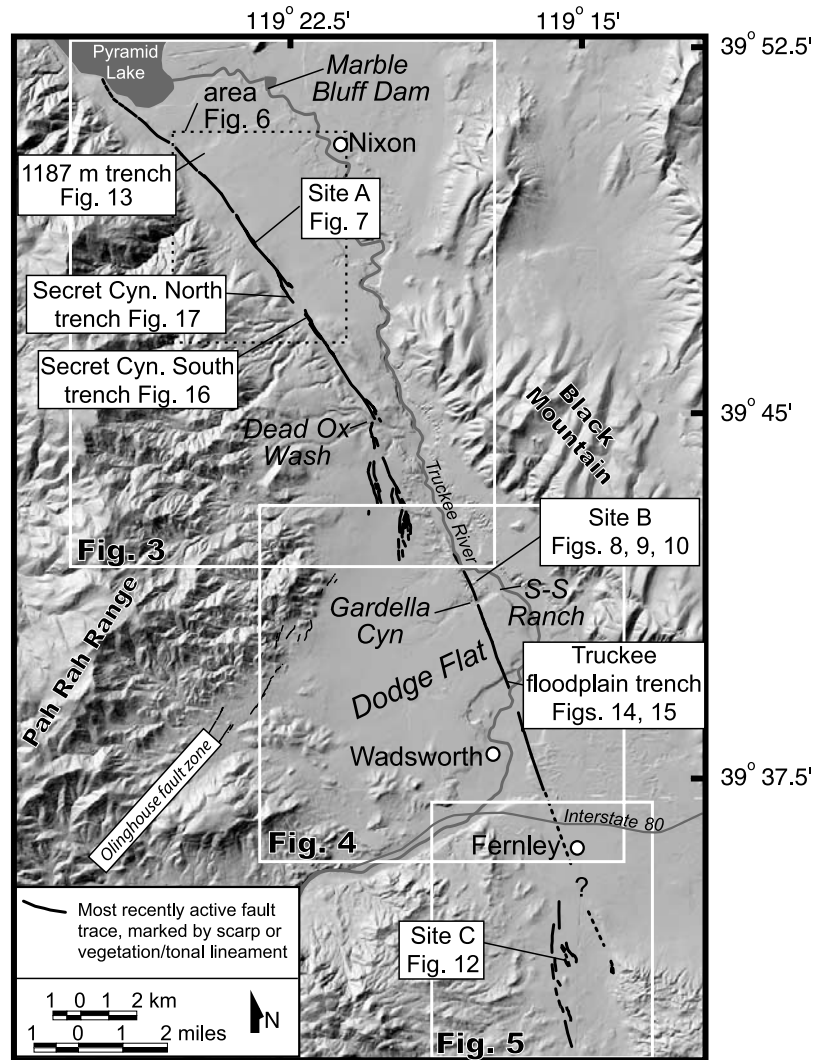 119° 22.5'
119° 15'
39° 52.5'
Pyramid
Lake
Marble
Bluff Dam
area
Fig. 6
Nixon
1187 m trench
Fig. 13
Site A
Fig. 7
Secret Cyn. North
trench Fig. 17
Secret Cyn. South
trench Fig. 16
Black
Mountain
39° 45'
Dead Ox
Wash
Truckee River
Site B
Figs. 8, 9, 10
Fig. 3
S-S
Ranch
Gardella
Cyn
Pah Rah Range
Dodge Flat
Truckee
floodplain trench
Figs. 14, 15
Wadsworth
39° 37.5'
Olinghouse fault zone
Interstate 80
Fig. 4
Fernley
?
Most recently active fault
trace, marked by scarp or
vegetation/tonal lineament
Site C
Fig. 12
1 0 1 2 km
1 0 1 2 miles
N
Fig. 5